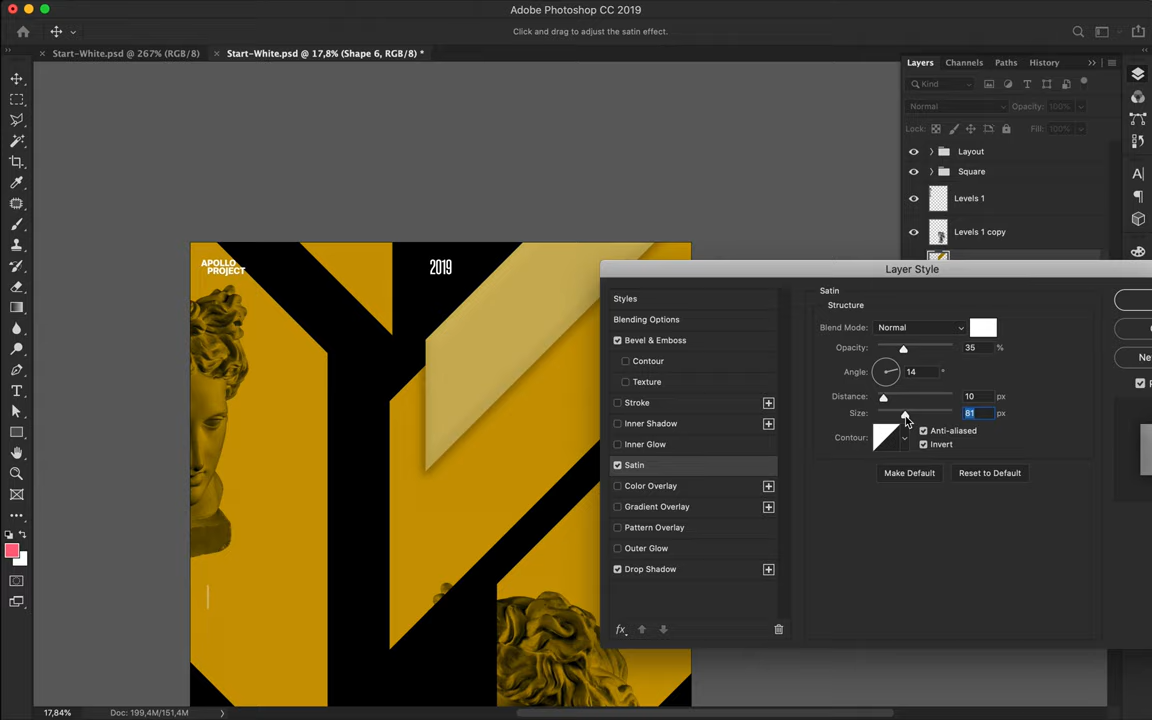 Adobe Photoshop CC 2019
Click and drag to adjust the satin effect.
Start-White.psd @ 267% (RGB/8)
Start-White.psd @ 17,8% (Shape 6, RGB/8) *
Layers
Channels
Paths
History
Kind
Normal
Opacity: 100%
Lock:
Fill: 100%
Layout
Square
Levels 1
Levels 1 copy
APOLLO
PROJECT
2019
Layer Style
Styles
Blending Options
Bevel & Emboss
Contour
Texture
Stroke
Inner Shadow
Inner Glow
Satin
Color Overlay
Gradient Overlay
Pattern Overlay
Outer Glow
Drop Shadow
fx
Satin
Structure
Blend Mode: Normal
Opacity: 35 %
Angle: 14 °
Distance: 10 px
Size: 81 px
Contour:
Anti-aliased
Invert
Make Default
Reset to Default
Ne
17,84%
Doc: 199,4M/151,4M